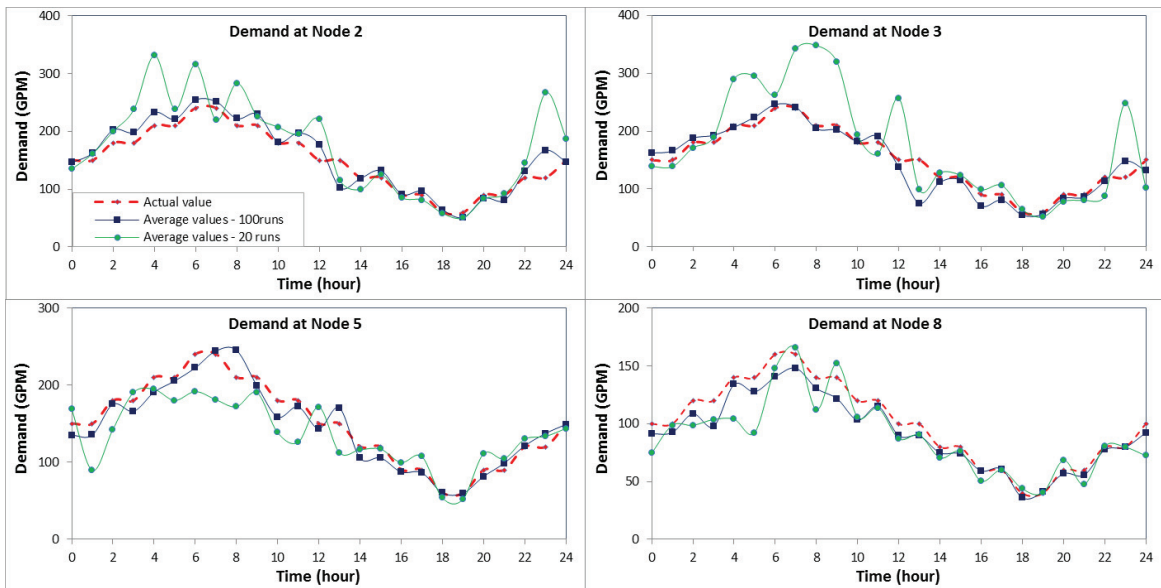 Demand at Node 2
Demand (GPM)
400
300
200
100
0
Actual value
Average values - 100runs
Average values - 20 runs
0 2 4 6 8 10 12 14 16 18 20 22 24
Time (hour)
Demand at Node 3
Demand (GPM)
400
300
200
100
0
0 2 4 6 8 10 12 14 16 18 20 22 24
Time (hour)
Demand at Node 5
Demand (GPM)
300
200
100
0
0 2 4 6 8 10 12 14 16 18 20 22 24
Time (hour)
Demand at Node 8
Demand (GPM)
200
150
100
50
0
0 2 4 6 8 10 12 14 16 18 20 22 24
Time (hour)